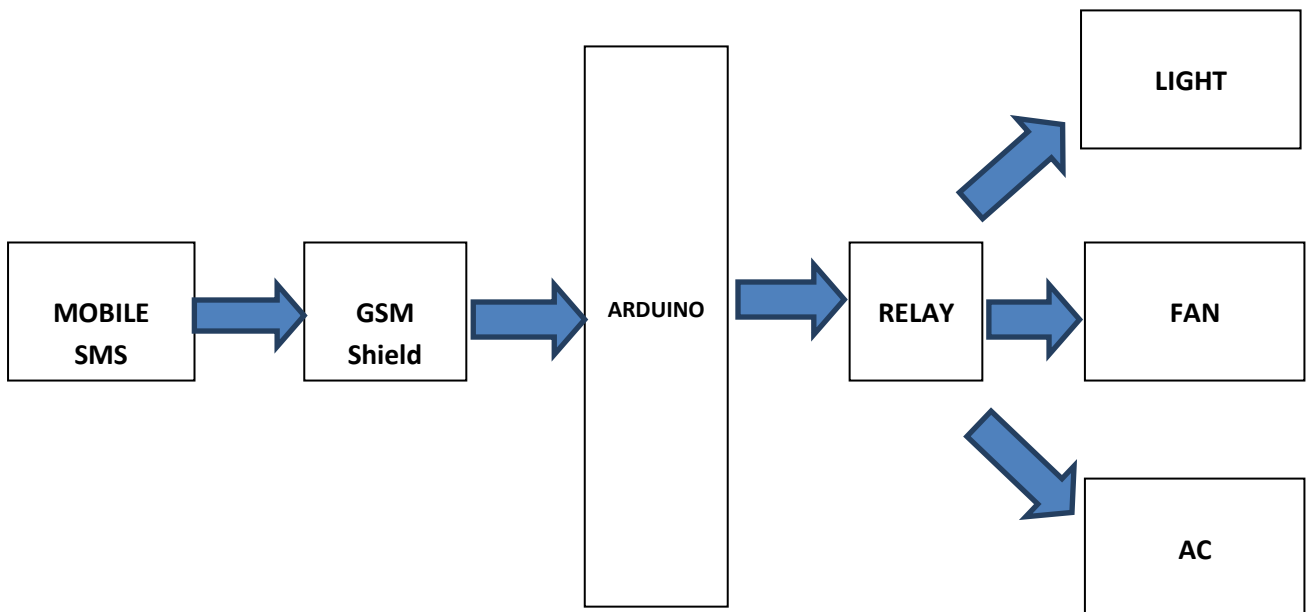 LIGHT
MOBILE
SMS
GSM
Shield
ARDUINO
RELAY
FAN
AC